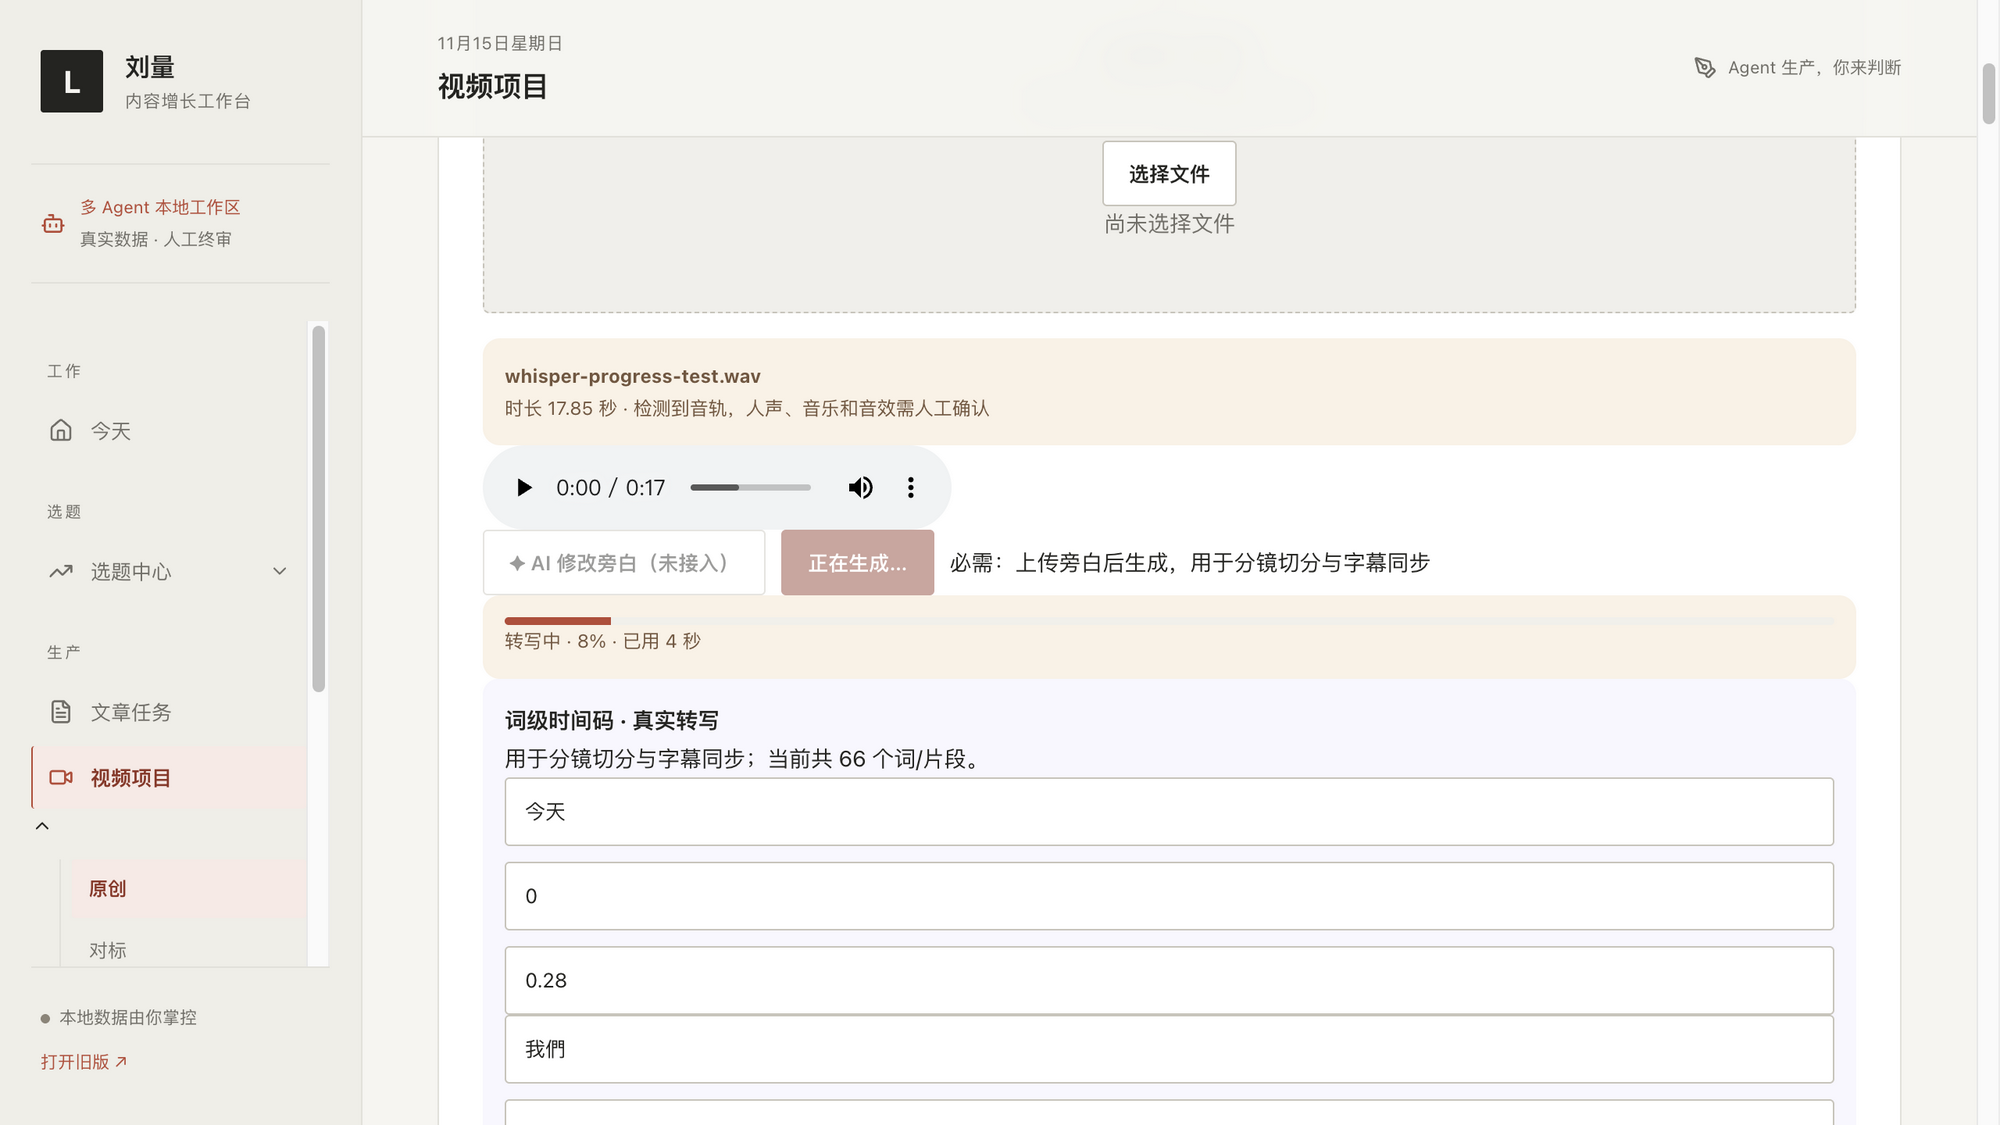 L
刘量
内容增长工作台
多 Agent 本地工作区
真实数据 · 人工终审
工作
今天
选题
选题中心
生产
文章任务
视频项目
原创
对标
本地数据由你掌控
打开旧版 ↗
11月15日星期日
视频项目
Agent 生产，你来判断
选择文件
尚未选择文件
whisper-progress-test.wav
时长 17.85 秒 · 检测到音轨，人声、音乐和音效需人工确认
0:00 / 0:17
✦ AI 修改旁白（未接入）
正在生成...
必需：上传旁白后生成，用于分镜切分与字幕同步
转写中 · 8% · 已用 4 秒
词级时间码 · 真实转写
用于分镜切分与字幕同步；当前共 66 个词/片段。
今天
0
0.28
我們